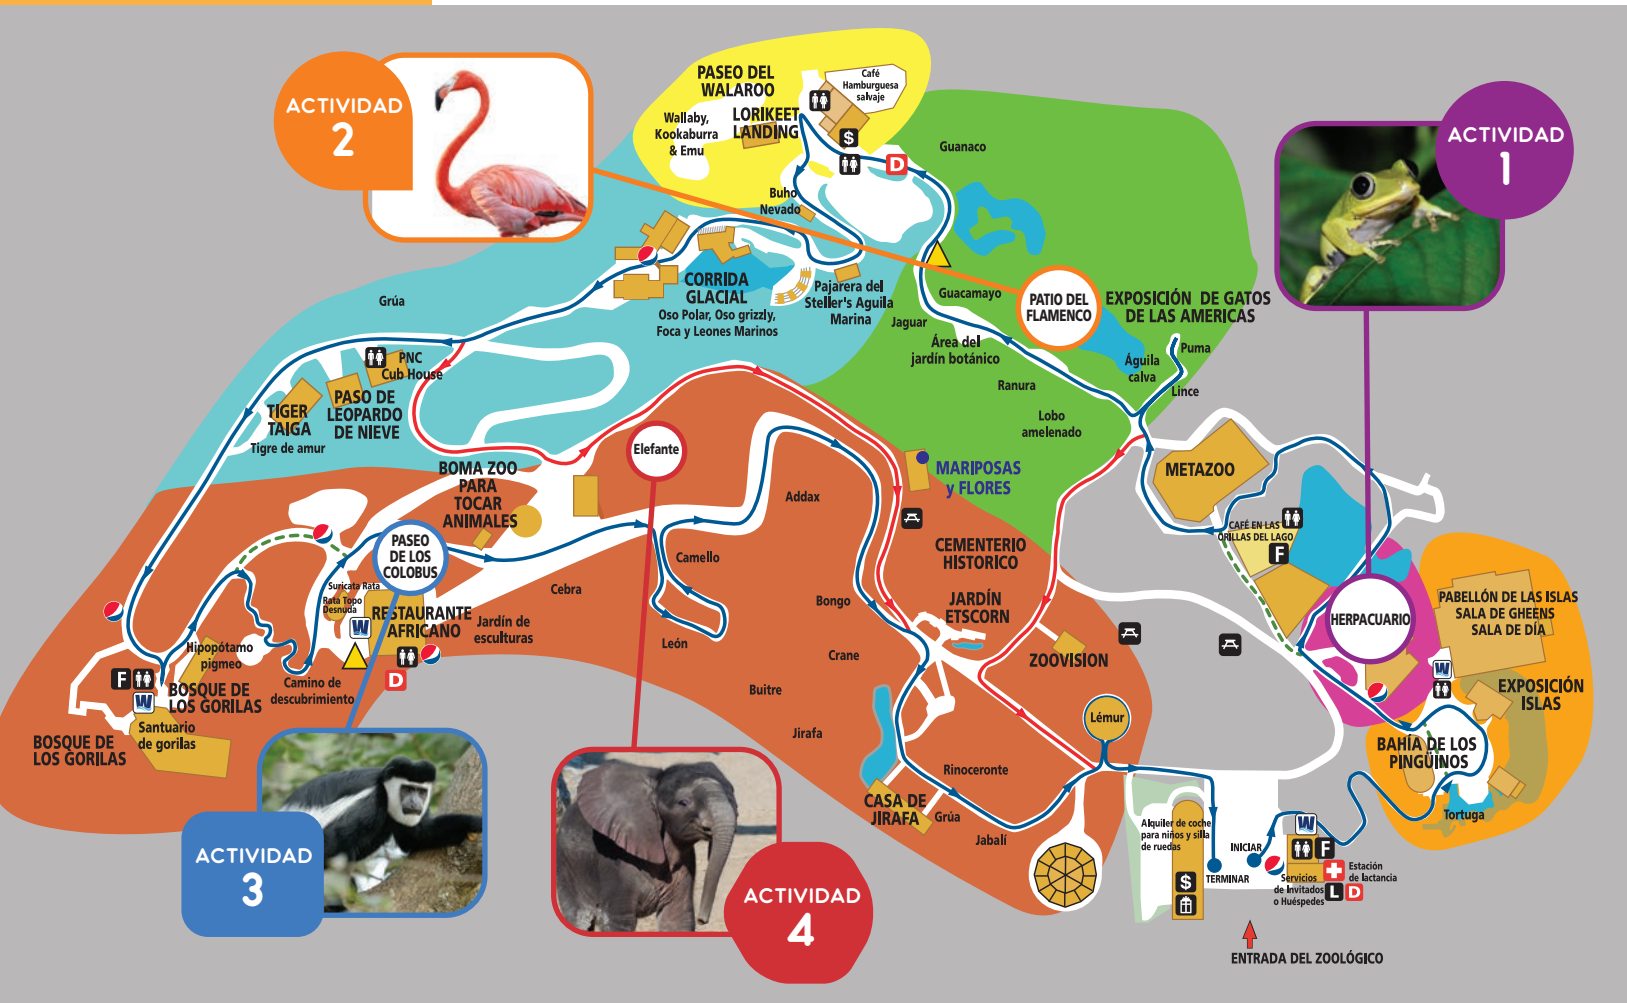 ACTIVIDAD
2
ACTIVIDAD
1
PASEO DEL
WALAROO
Café
Hamburguesa
salvaje
Wallaby,
Kookaburra
& Emu
LORIKEET
LANDING
$
D
Guanaco
Buho
Nevado
CORRIDA
GLACIAL
Oso Polar, Oso grizzly,
Foca y Leones Marinos
Pajarera del
Steller's Aguila
Marina
Grúa
Guacamayo
Jaguar
Área del
jardín botánico
PATIO DEL
FLAMENCO
EXPOSICIÓN DE GATOS
DE LAS AMERICAS
Puma
Águila
calva
Lince
Ranura
Lobo
amelenado
PNC
Cub House
PASO DE
LEOPARDO
DE NIEVE
TIGER
TAIGA
Tigre de amur
BOMA ZOO
PARA
TOCAR
ANIMALES
Elefante
Addax
MARIPOSAS
y FLORES
METAZOO
CAFÉ EN LAS
ORILLAS DEL LAGO
F
PASEO
DE LOS
COLOBUS
Camello
CEMENTERIO
HISTORICO
Cebra
Bongo
JARDÍN
ETSCORN
Suricata Rata
Rata Topo
Desnuda
W
RESTAURANTE
AFRICANO
Jardín de
esculturas
León
Crane
ZOOVISION
HERPACUARIO
PABELLÓN DE LAS ISLAS
SALA DE GHEENS
SALA DE DÍA
W
EXPOSICIÓN
ISLAS
Hipopótamo
pigmeo
Camino de
descubrimiento
D
F
W
BOSQUE DE
LOS GORILAS
Santuario
de gorilas
BOSQUE DE
LOS GORILAS
Buitre
Jirafa
Lémur
BAHÍA DE LOS
PINGÜINOS
Tortuga
Rinoceronte
CASA DE
JIRAFA
Grúa
Jabalí
Alquiler de coche
para niños y silla
de ruedas
$
INICIAR
TERMINAR
W
F
Servicios
de Invitados
o Huéspedes
L
D
Estación
de lactancia
ENTRADA DEL ZOOLÓGICO
ACTIVIDAD
3
ACTIVIDAD
4